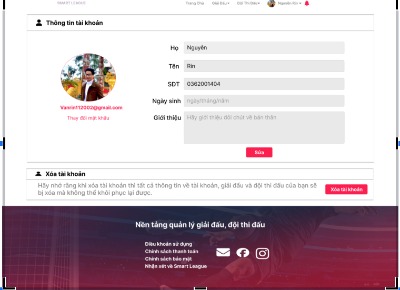 SMART LEAGUE
Trang Chủ Giải Đấu Đội Thi Đấu Nguyễn Rin
Thông tin tài khoản
Họ Nguyễn
Tên Rin
SĐT 0362001404
Ngày sinh ngày/tháng/năm
Giới thiệu Hãy giới thiệu đôi chút về bản thân
Vanrin112002@gmail.com
Thay đổi mật khẩu
Sửa
Xóa tài khoản
Hãy nhớ rằng khi xóa tài khoản thì tất cả thông tin về tài khoản, giải đấu và đội thi đấu của bạn sẽ
bị xóa mà không thể khôi phục lại được.
Xóa tài khoản
Nền tảng quản lý giải đấu, đội thi đấu
Điều khoản sử dụng
Chính sách thanh toán
Chính sách bảo mật
Nhận xét về Smart League